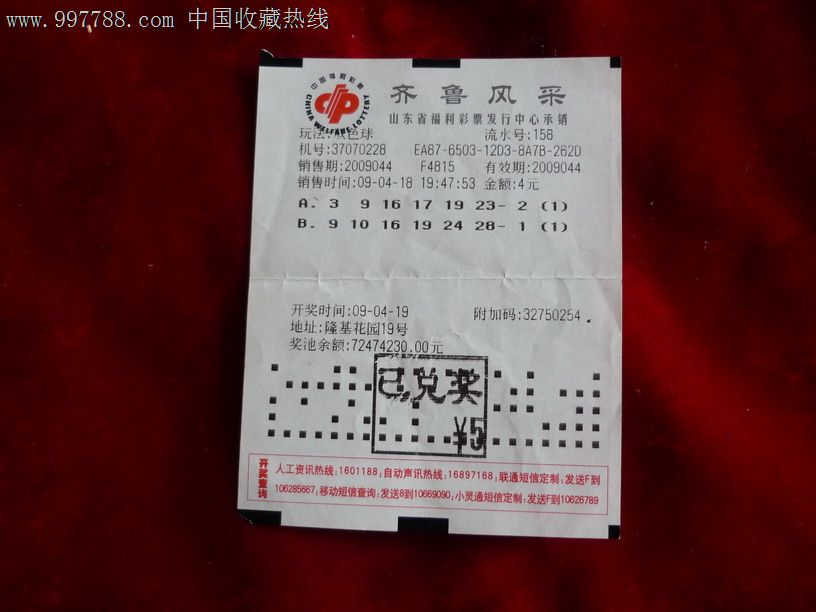 www.997788.com 中国收藏热线
中国福利彩票
CHINA WELFARE LOTTERY
齐鲁风采
山东省福利彩票发行中心承销
玩法:双色球 流水号:158
机号:37070228 EA87-6503-12D3-8A7B-262D
销售期:2009044 F4815 有效期:2009044
销售时间:09-04-18 19:47:53 金额:4元
A. 3 9 16 17 19 23- 2 (1)
B. 9 10 16 19 24 28- 1 (1)
开奖时间:09-04-19 附加码:32750254
地址:隆基花园19号
奖池余额:72474230.00元
已兑奖
¥5
开奖查询
人工资讯热线:1601188;自动声讯热线:16897168;联通短信定制:发送F到
106285667;移动短信查询:发送8到10669090;小灵通短信定制:发送F到10626789